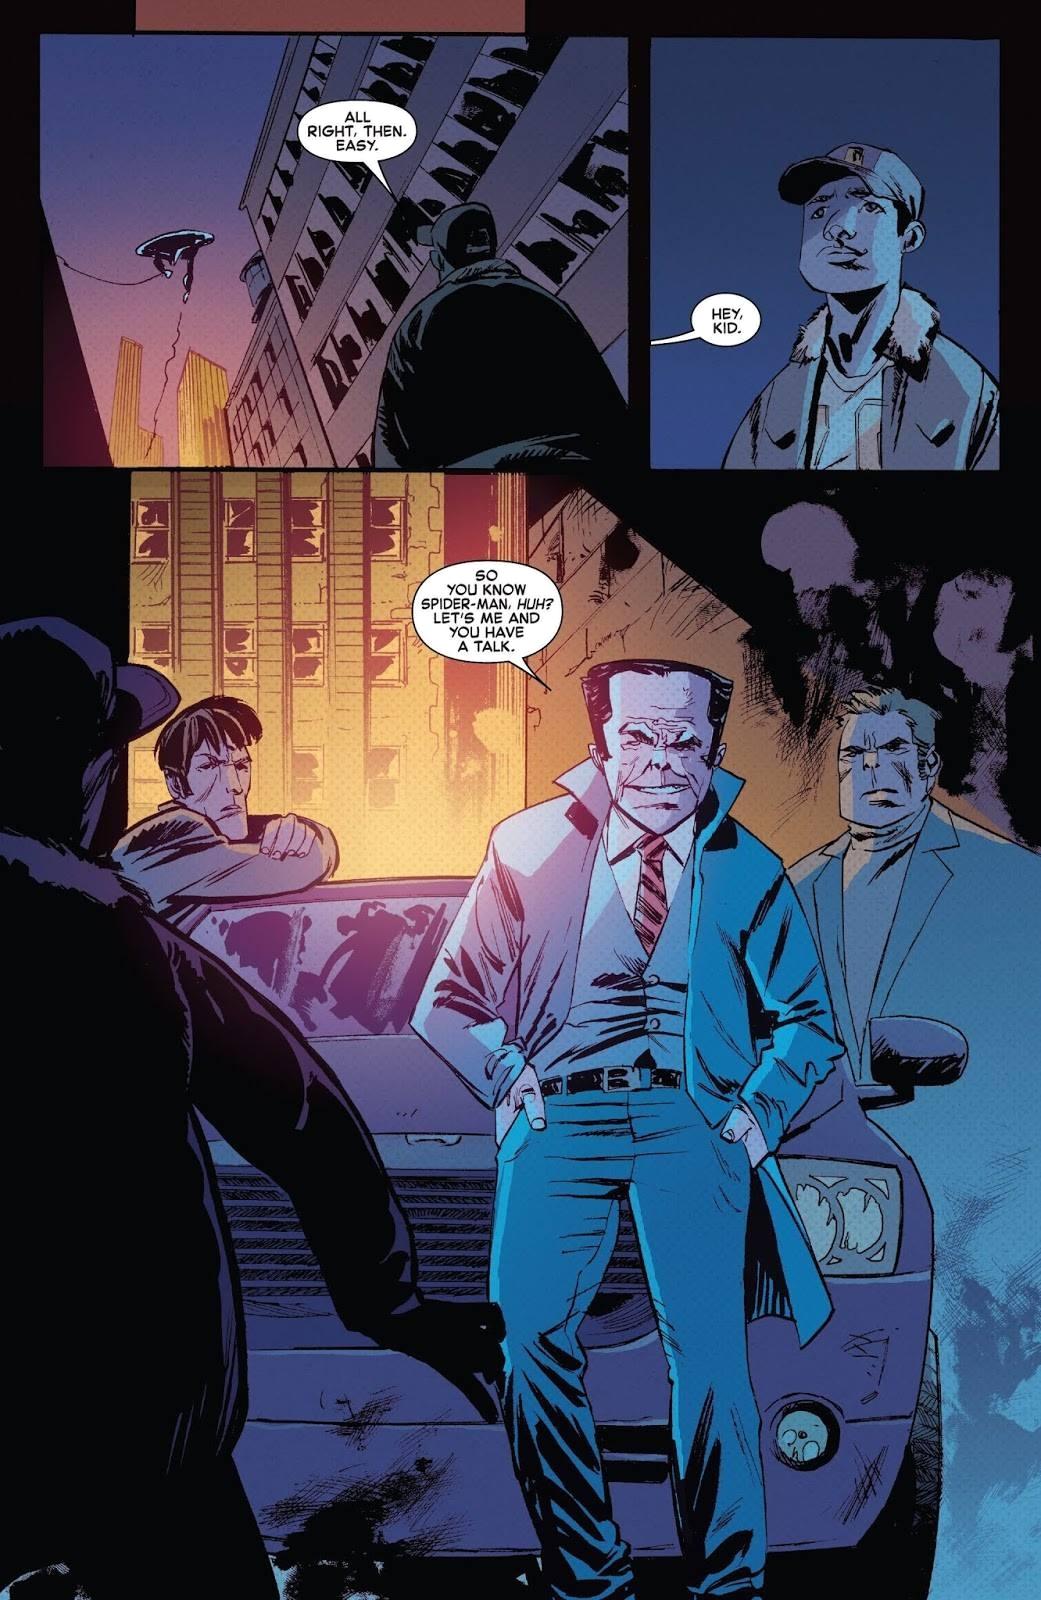 ALL
RIGHT, THEN.
EASY.
HEY,
KID.
SO
YOU KNOW
SPIDER-MAN, HUH?
LET'S ME AND
YOU HAVE
A TALK.